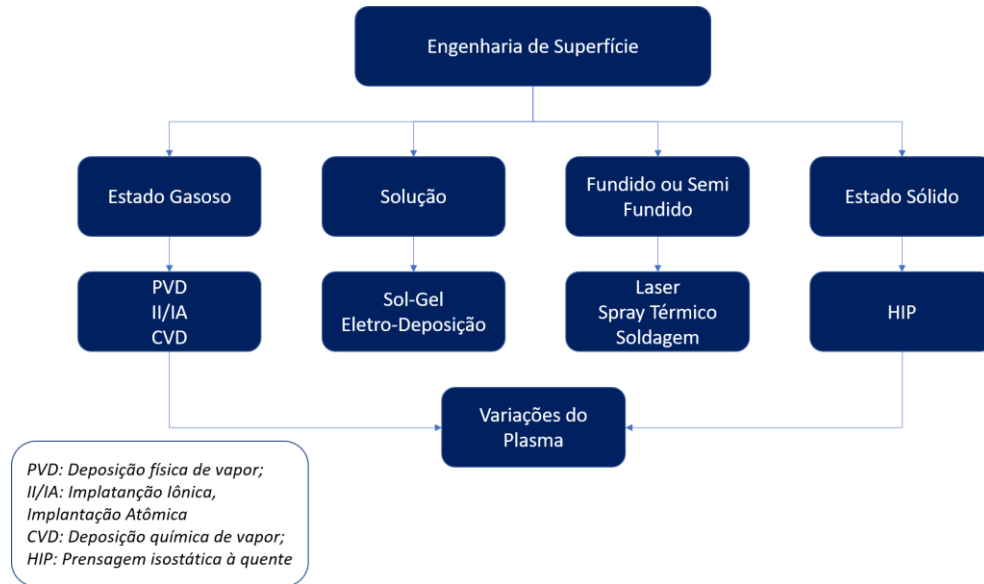 Engenharia de Superfície
Estado Gasoso
Solução
Fundido ou Semi
Fundido
Estado Sólido
PVD
II/IA
CVD
Sol-Gel
Eletro-Deposição
Laser
Spray Térmico
Soldagem
HIP
Variações do
Plasma
PVD: Deposição física de vapor;
II/IA: Implatanção Iônica,
Implantação Atômica
CVD: Deposição química de vapor;
HIP: Prensagem isostática à quente